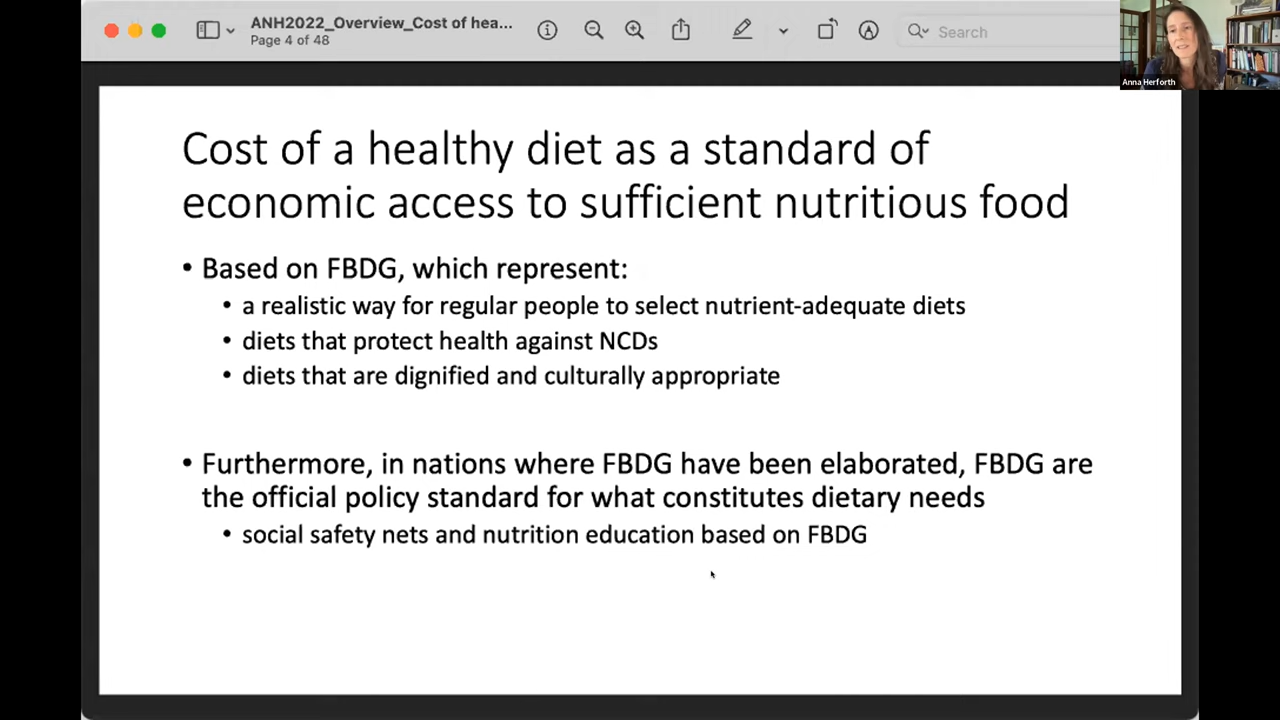 ANH2022_Overview_Cost of hea...
Page 4 of 48
Search
Anna Herforth
Cost of a healthy diet as a standard of
economic access to sufficient nutritious food
• Based on FBDG, which represent:
• a realistic way for regular people to select nutrient-adequate diets
• diets that protect health against NCDs
• diets that are dignified and culturally appropriate
• Furthermore, in nations where FBDG have been elaborated, FBDG are
the official policy standard for what constitutes dietary needs
• social safety nets and nutrition education based on FBDG